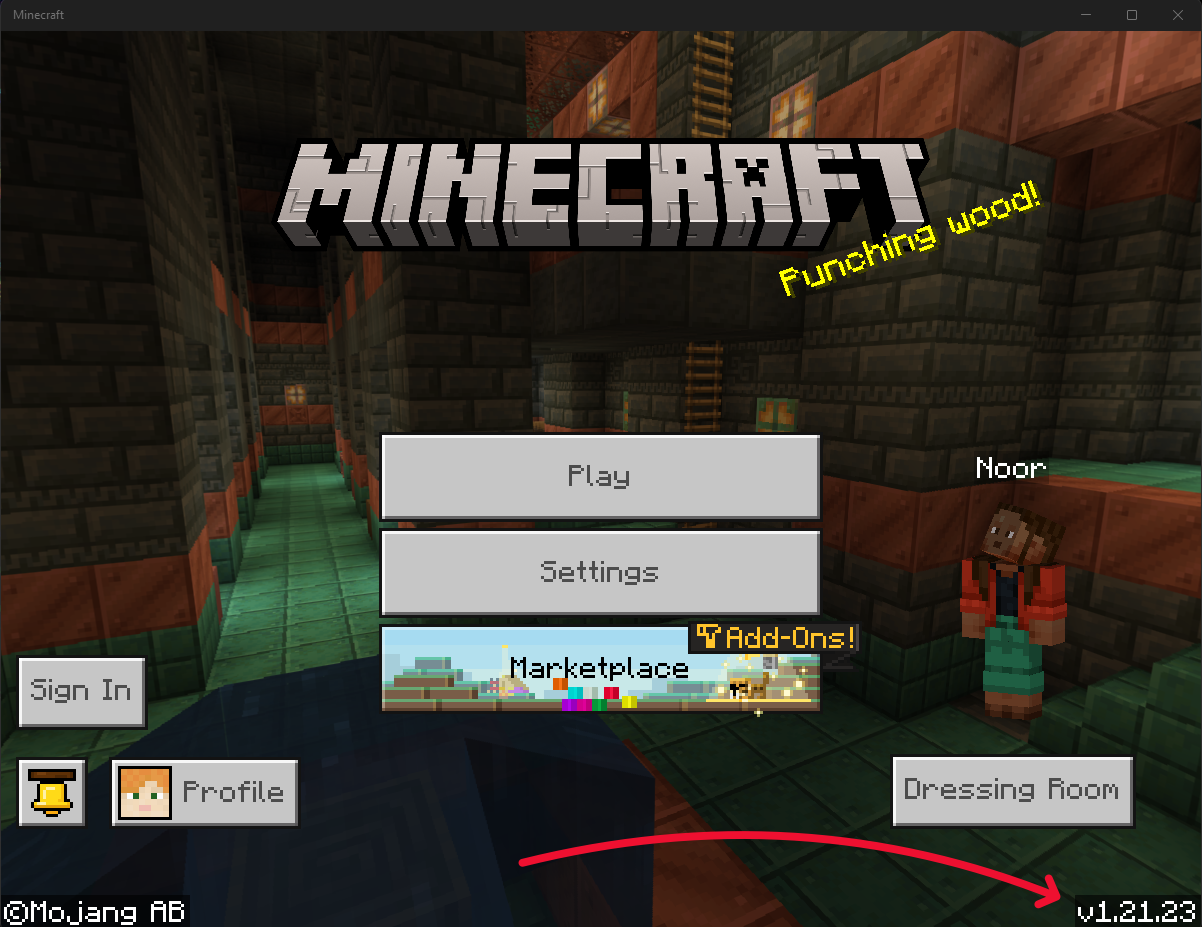 Minecraft
MINECRAFT
Punching wood!
Play
Noor
Settings
Add-Ons!
Marketplace
Sign In
Profile
Dressing Room
©Mojang AB
v1.21.23